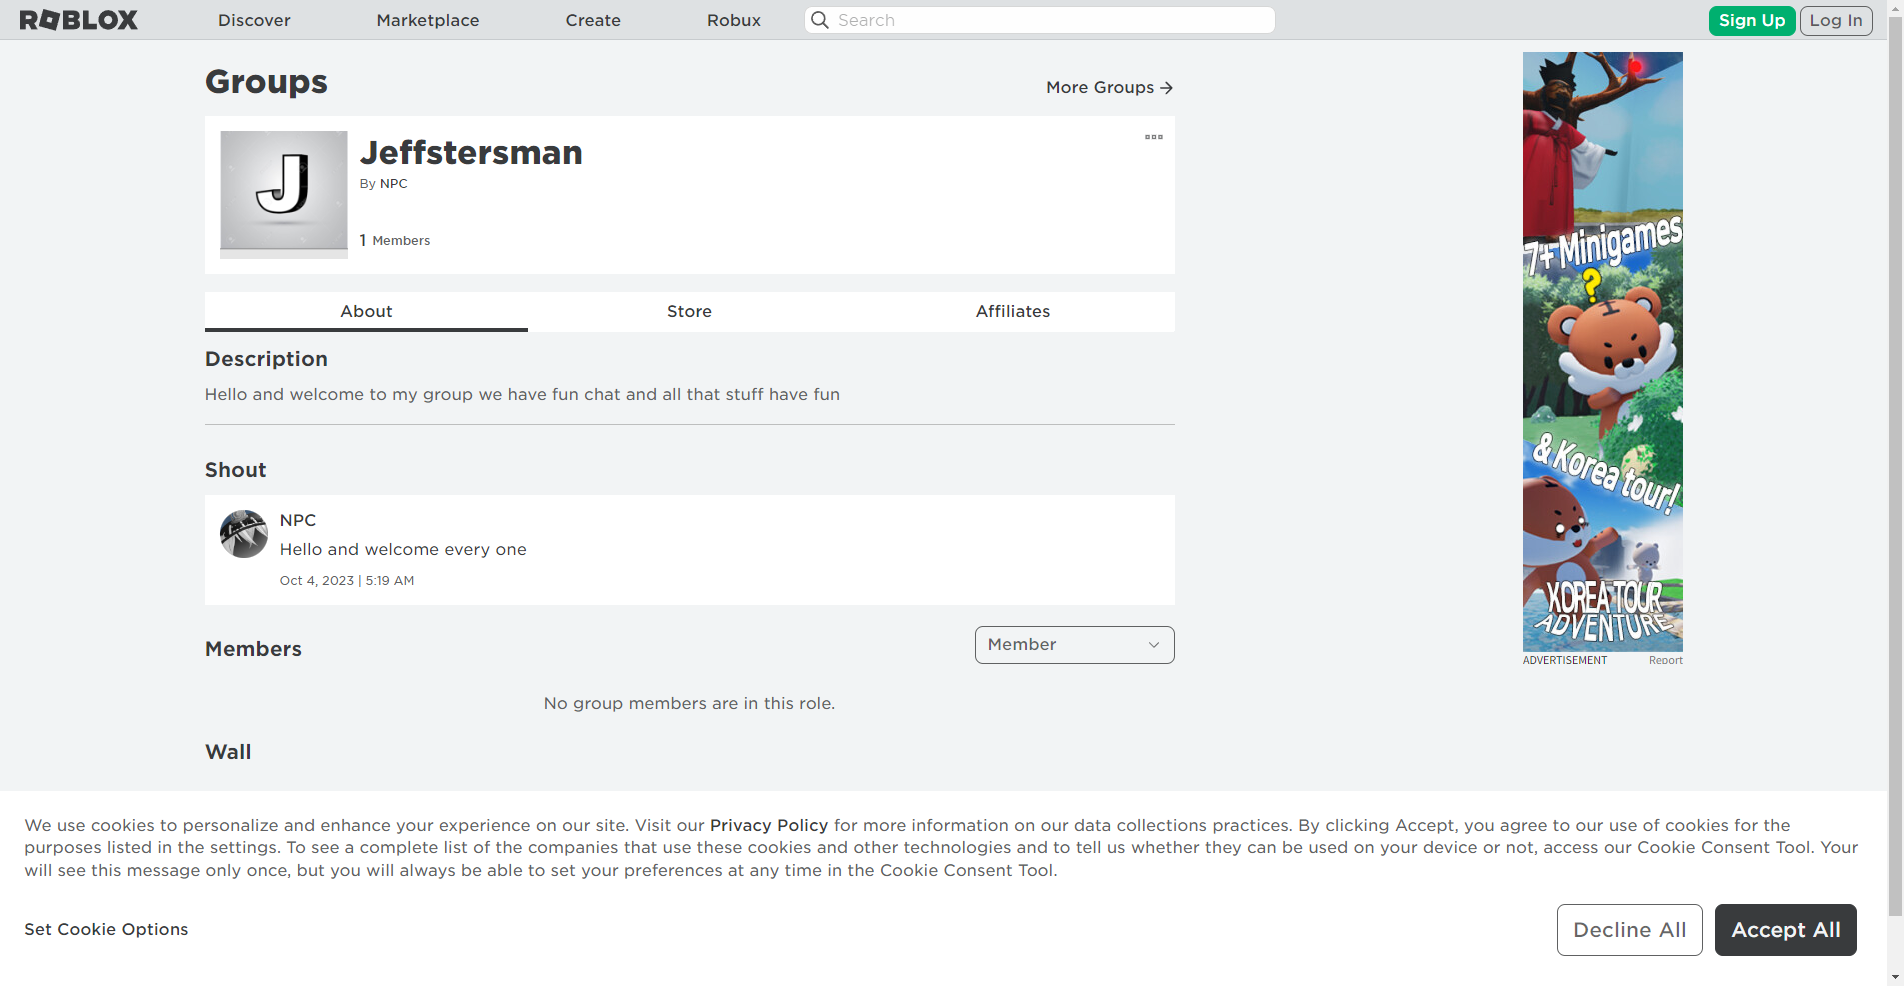 ROBLOX
Discover
Marketplace
Create
Robux
Search
Sign Up
Log In
Groups
More Groups →
J
Jeffstersman
By NPC
1 Members
About
Store
Affiliates
Description
Hello and welcome to my group we have fun chat and all that stuff have fun
Shout
NPC
Hello and welcome every one
Oct 4, 2023 | 5:19 AM
Members
Member
No group members are in this role.
Wall
7+ Minigames
?
& Korea tour!
KOREA TOUR
ADVENTURE
ADVERTISEMENT
Report
We use cookies to personalize and enhance your experience on our site. Visit our Privacy Policy for more information on our data collections practices. By clicking Accept, you agree to our use of cookies for the
purposes listed in the settings. To see a complete list of the companies that use these cookies and other technologies and to tell us whether they can be used on your device or not, access our Cookie Consent Tool. Your
will see this message only once, but you will always be able to set your preferences at any time in the Cookie Consent Tool.
Set Cookie Options
Decline All
Accept All